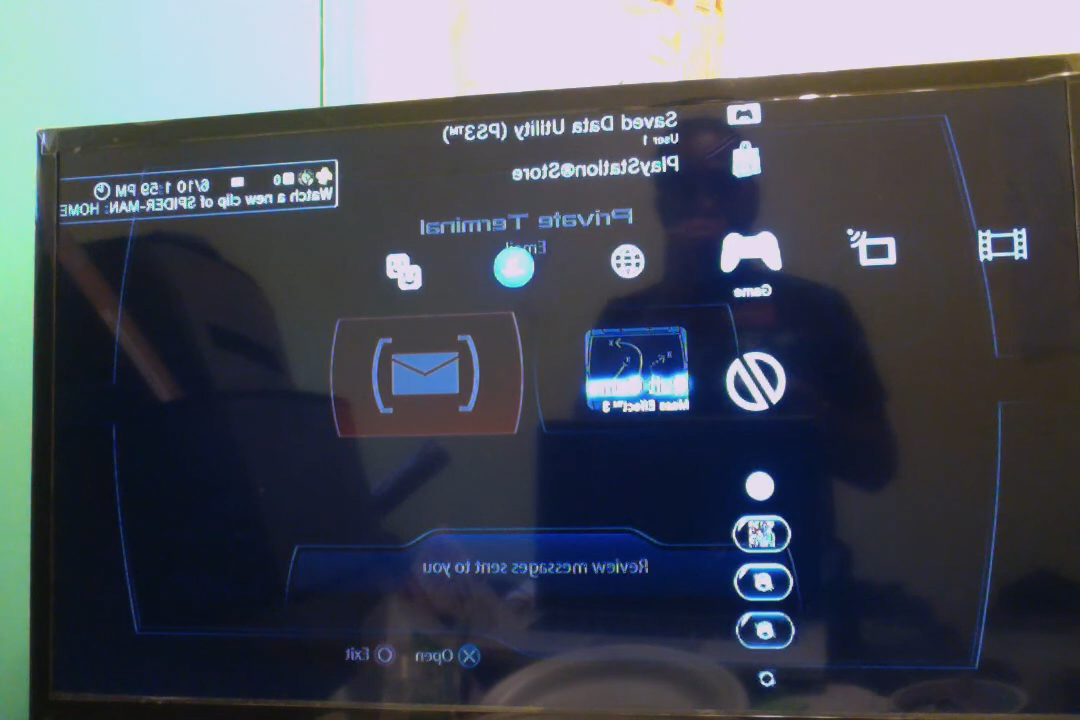 Saved Data Utility (PS3™)
User 1
PlayStation®Store
0 6/10 1:59 PM
Watch a new clip of SPIDER-MAN: HOME
Private Terminal
Email
Game
Mass Effect™ 3
Review messages sent to you
Open Exit